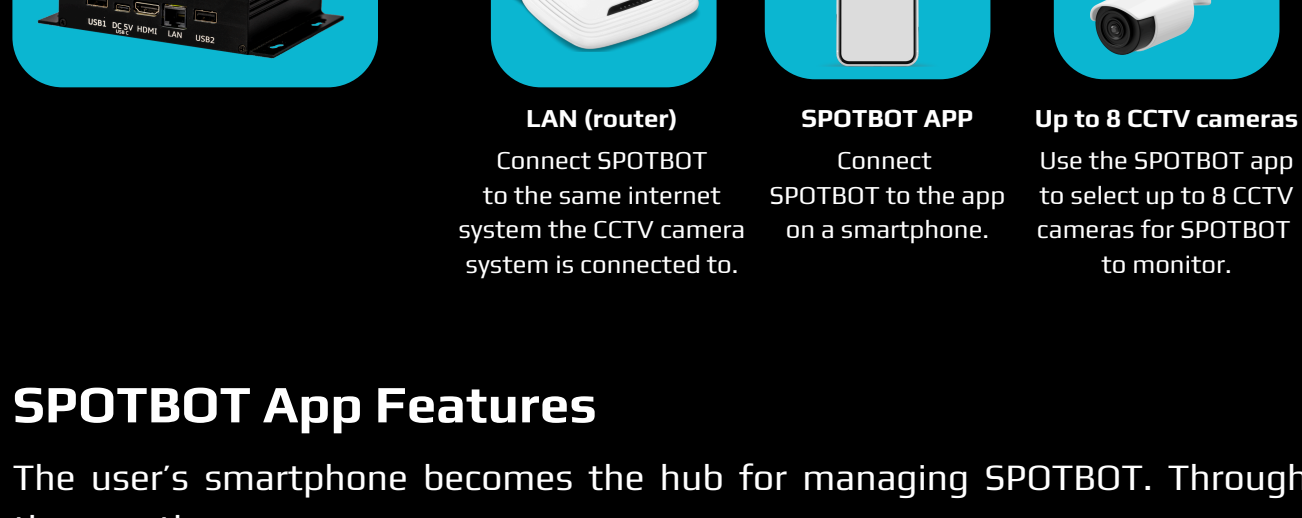 USB1 DC 5V HDMI LAN USB2
USB C
LAN (router)
Connect SPOTBOT
to the same internet
system the CCTV camera
system is connected to.
SPOTBOT APP
Connect
SPOTBOT to the app
on a smartphone.
Up to 8 CCTV cameras
Use the SPOTBOT app
to select up to 8 CCTV
cameras for SPOTBOT
to monitor.
SPOTBOT App Features
The user’s smartphone becomes the hub for managing SPOTBOT. Through